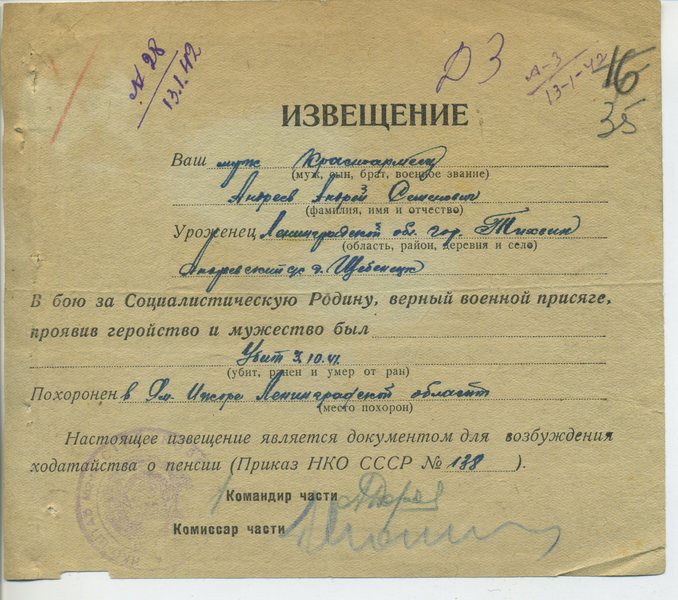 № 28
13.1.42
Д 3
А-3
13-1-42
16
35
ИЗВЕЩЕНИЕ
Ваш муж Красноармеец
(муж, сын, брат, военное звание)
Андреев Андрей Семенович
(фамилия, имя и отчество)
Уроженец Ленинградской обл. гор. Тихвин
(область, район, деревня и село)
с/с д.
В бою за Социалистическую Родину, верный военной присяге,
проявив геройство и мужество был
Убит 3.10.41.
(убит, ранен и умер от ран)
Похоронен в Ижора Ленинградской области
(место похорон)
Настоящее извещение является документом для возбуждения
ходатайства о пенсии (Приказ НКО СССР № 138 ).
Командир части
Комиссар части